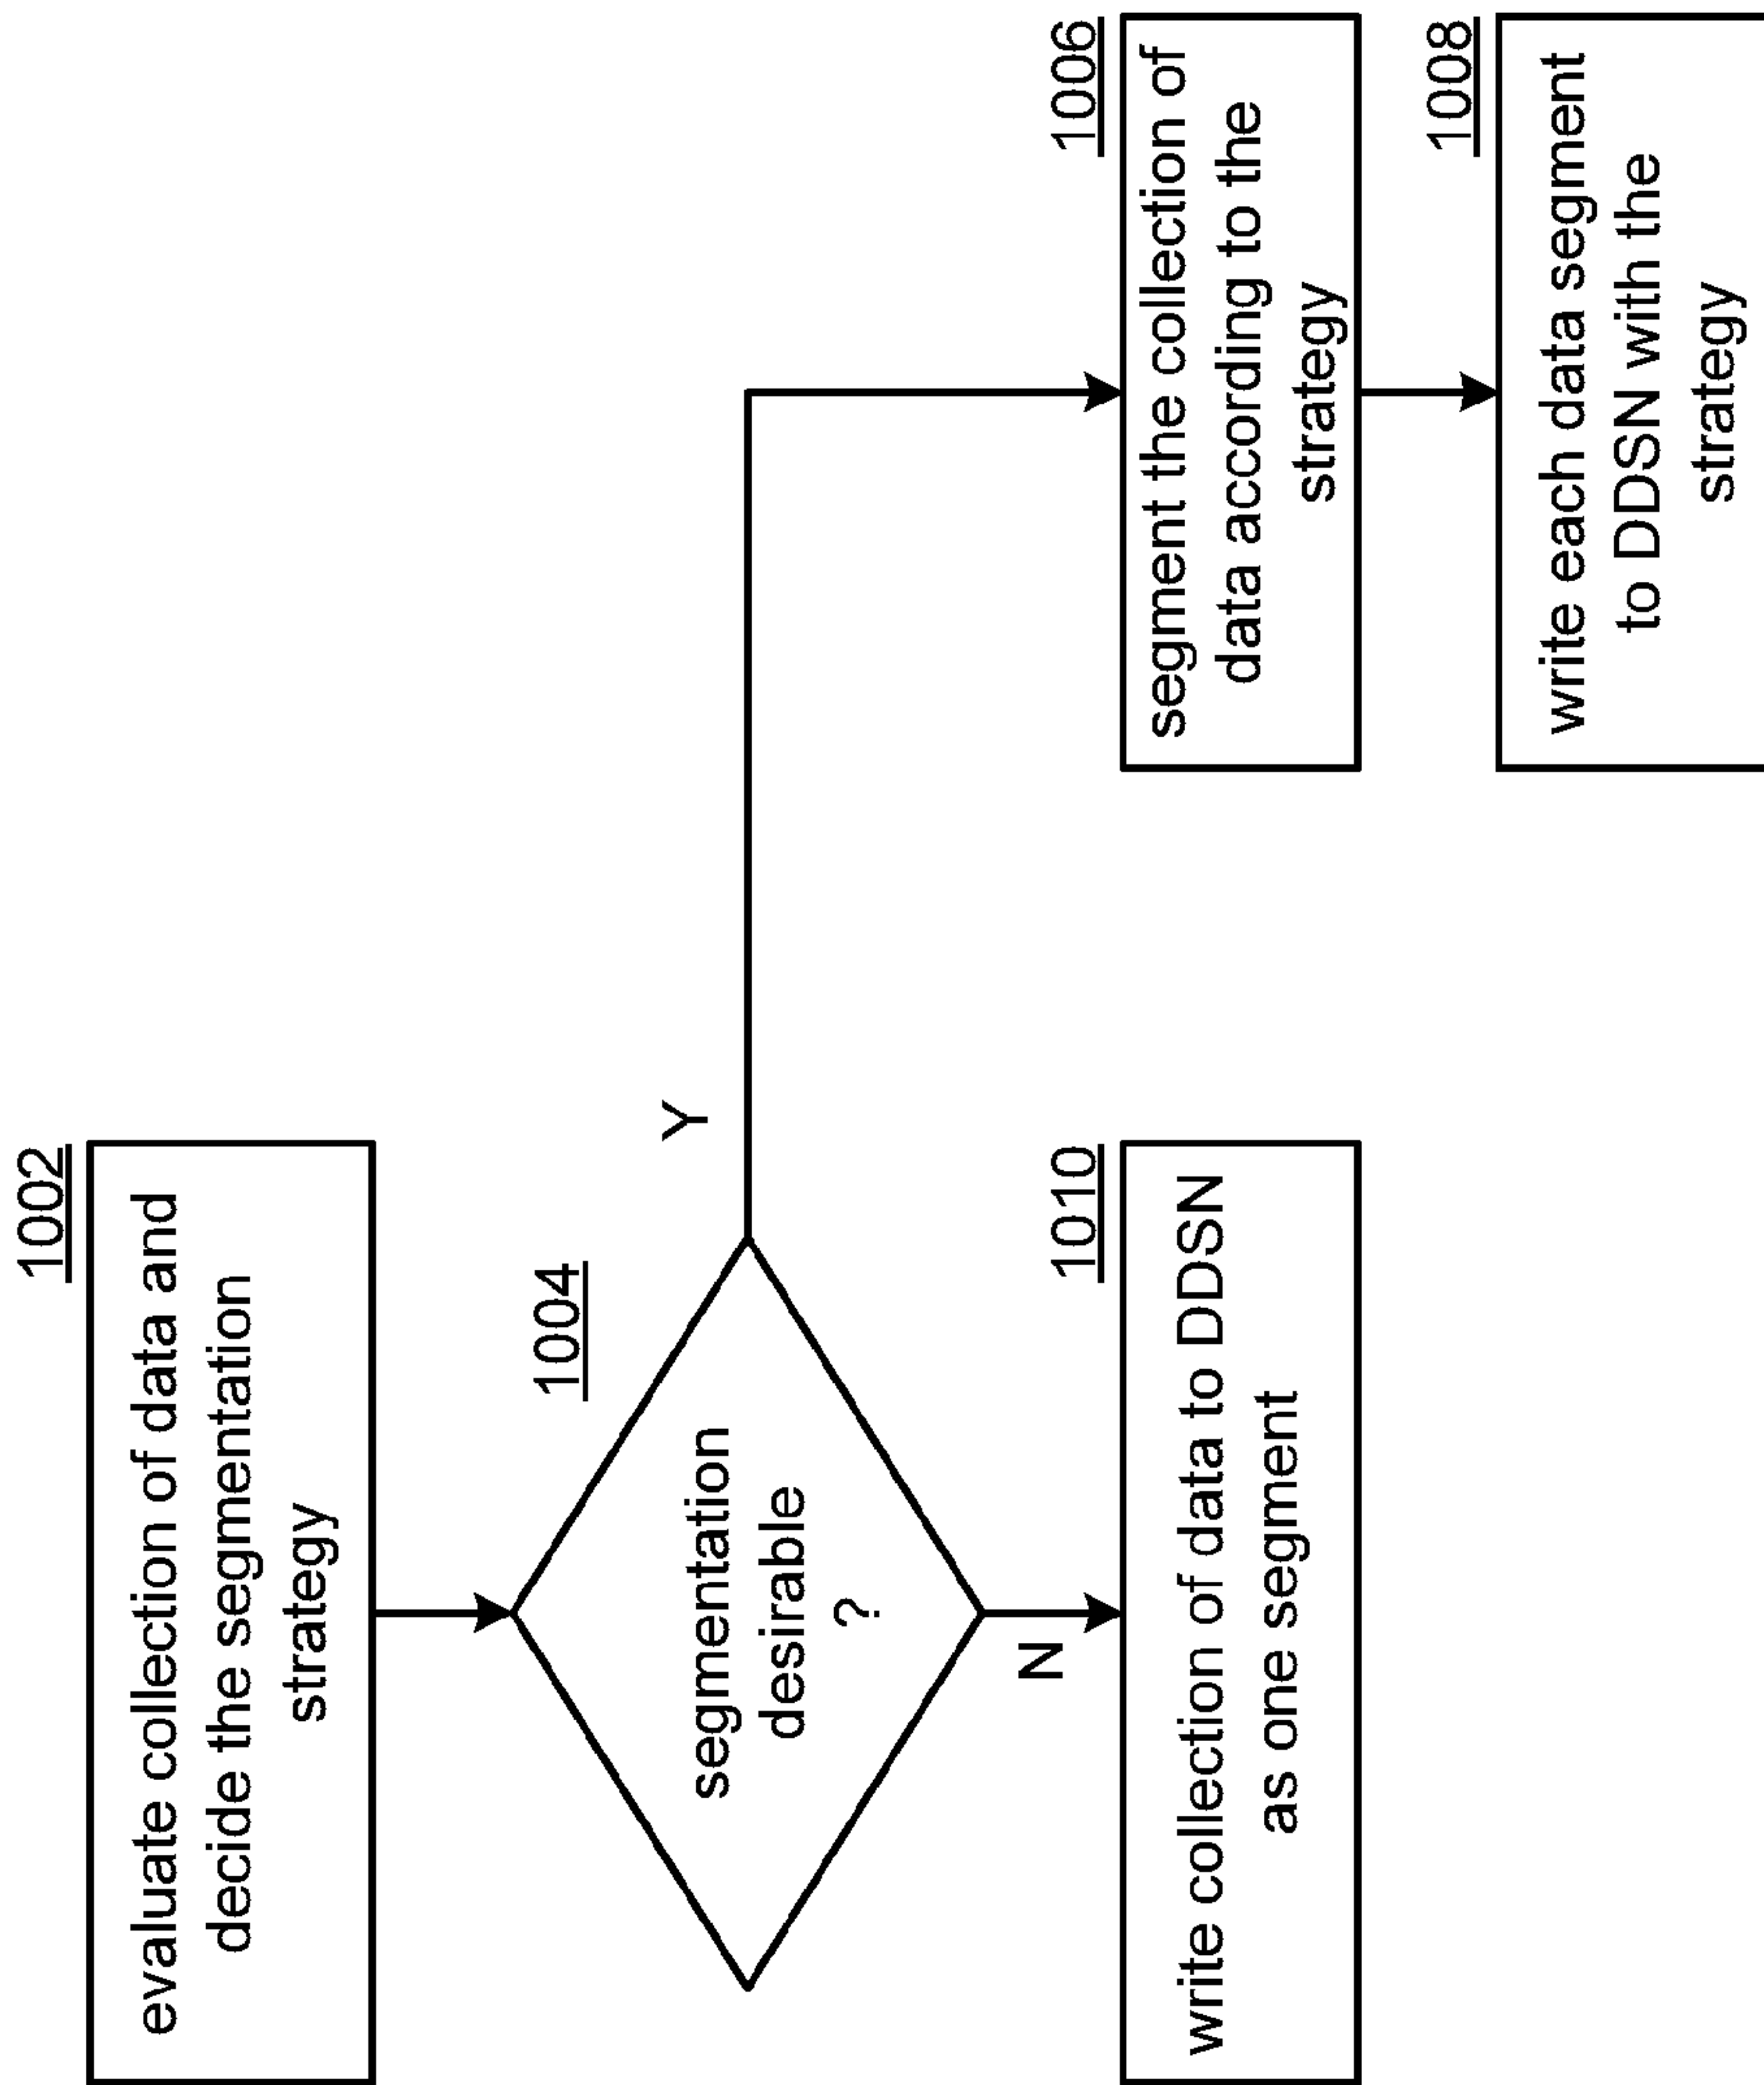 1002
evaluate collection of data and
decide the segmentation
strategy
1004
segmentation
desirable
?
Y
N
1010
write collection of data to DDSN
as one segment
1006
segment the collection of
data according to the
strategy
1008
write each data segment
to DDSN with the
strategy